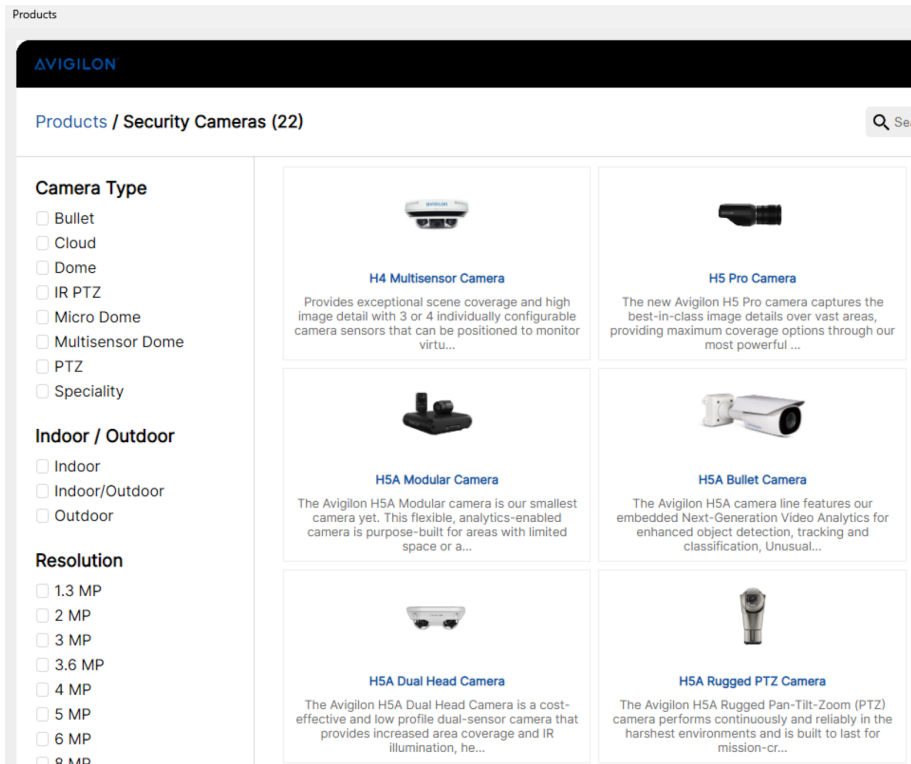 Products
AVIGILON
Products / Security Cameras (22)
Camera Type
Bullet
Cloud
Dome
IR PTZ
Micro Dome
Multisensor Dome
PTZ
Speciality
Indoor / Outdoor
Indoor
Indoor/Outdoor
Outdoor
Resolution
1.3 MP
2 MP
3 MP
3.6 MP
4 MP
5 MP
6 MP
8 MP
H4 Multisensor Camera
Provides exceptional scene coverage and high
image detail with 3 or 4 individually configurable
camera sensors that can be positioned to monitor
virtu...
H5 Pro Camera
The new Avigilon H5 Pro camera captures the
best-in-class image details over vast areas,
providing maximum coverage options through our
most powerful ...
H5A Modular Camera
The Avigilon H5A Modular camera is our smallest
camera yet. This flexible, analytics-enabled
camera is purpose-built for areas with limited
space or a...
H5A Bullet Camera
The Avigilon H5A camera line features our
embedded Next-Generation Video Analytics for
enhanced object detection, tracking and
classification, Unusual...
H5A Dual Head Camera
The Avigilon H5A Dual Head Camera is a cost-
effective and low profile dual-sensor camera that
provides increased area coverage and IR
illumination, he...
H5A Rugged PTZ Camera
The Avigilon H5A Rugged Pan-Tilt-Zoom (PTZ)
camera performs continuously and reliably in the
harshest environments and is built to last for
mission-cr...